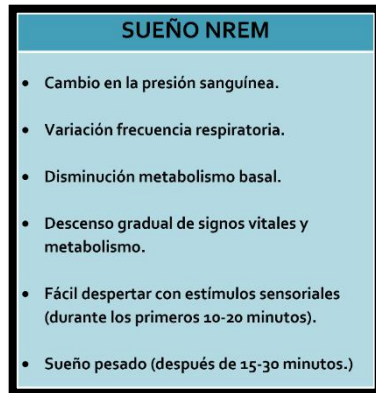 SUEÑO NREM
• Cambio en la presión sanguínea.
• Variación frecuencia respiratoria.
• Disminución metabolismo basal.
• Descenso gradual de signos vitales y
metabolismo.
• Fácil despertar con estímulos sensoriales
(durante los primeros 10-20 minutos).
• Sueño pesado (después de 15-30 minutos.)